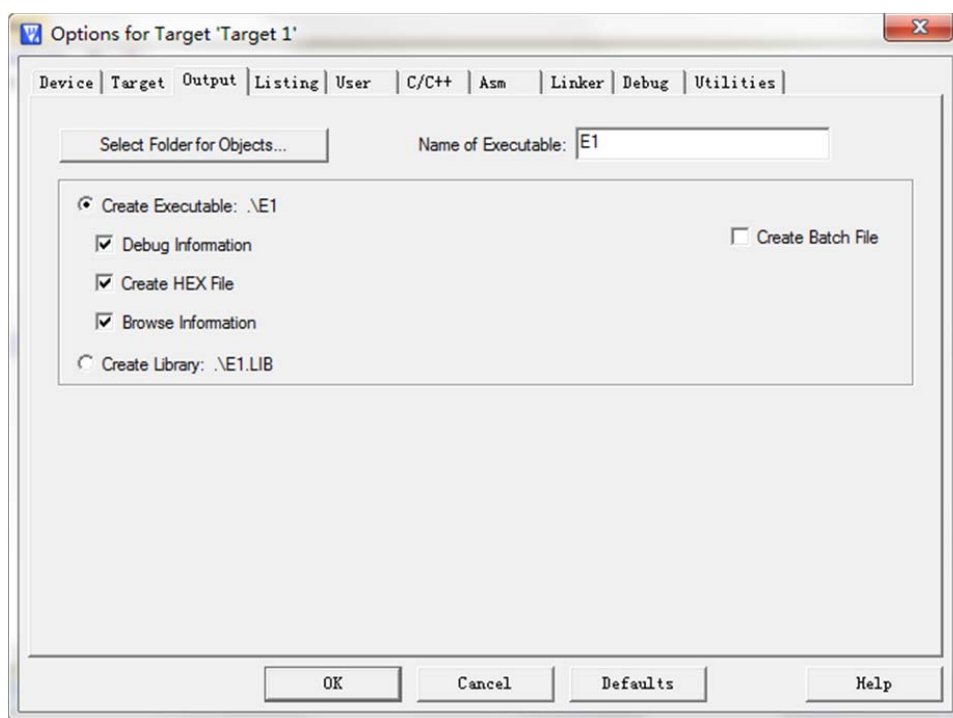 Options for Target 'Target 1'
Device Target Output Listing User C/C++ Asm Linker Debug Utilities
Select Folder for Objects... Name of Executable: E1
Create Executable: .\E1
Debug Information
Create Batch File
Create HEX File
Browse Information
Create Library: .\E1.LIB
OK Cancel Defaults Help